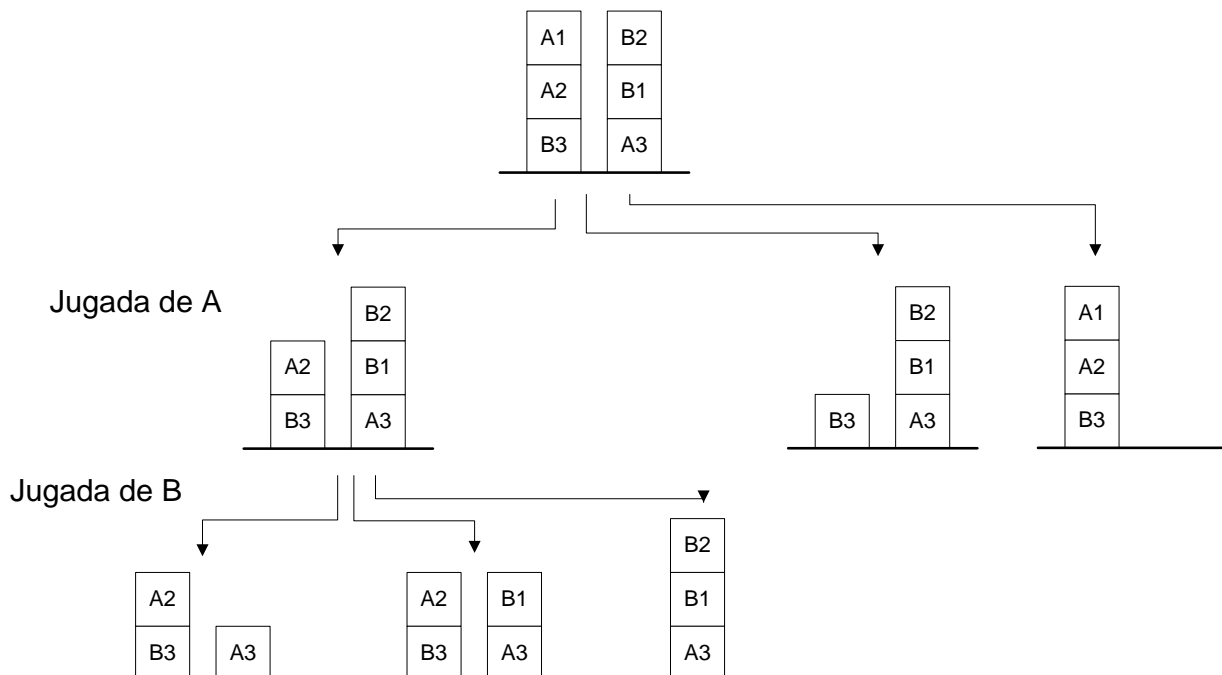 A1 B2
A2 B1
B3 A3
Jugada de A
B2 B2 A1
A2 B1 B1 A2
B3 A3 B3 A3 B3
Jugada de B
B2
A2 A2 B1 B1
B3 A3 B3 A3 A3